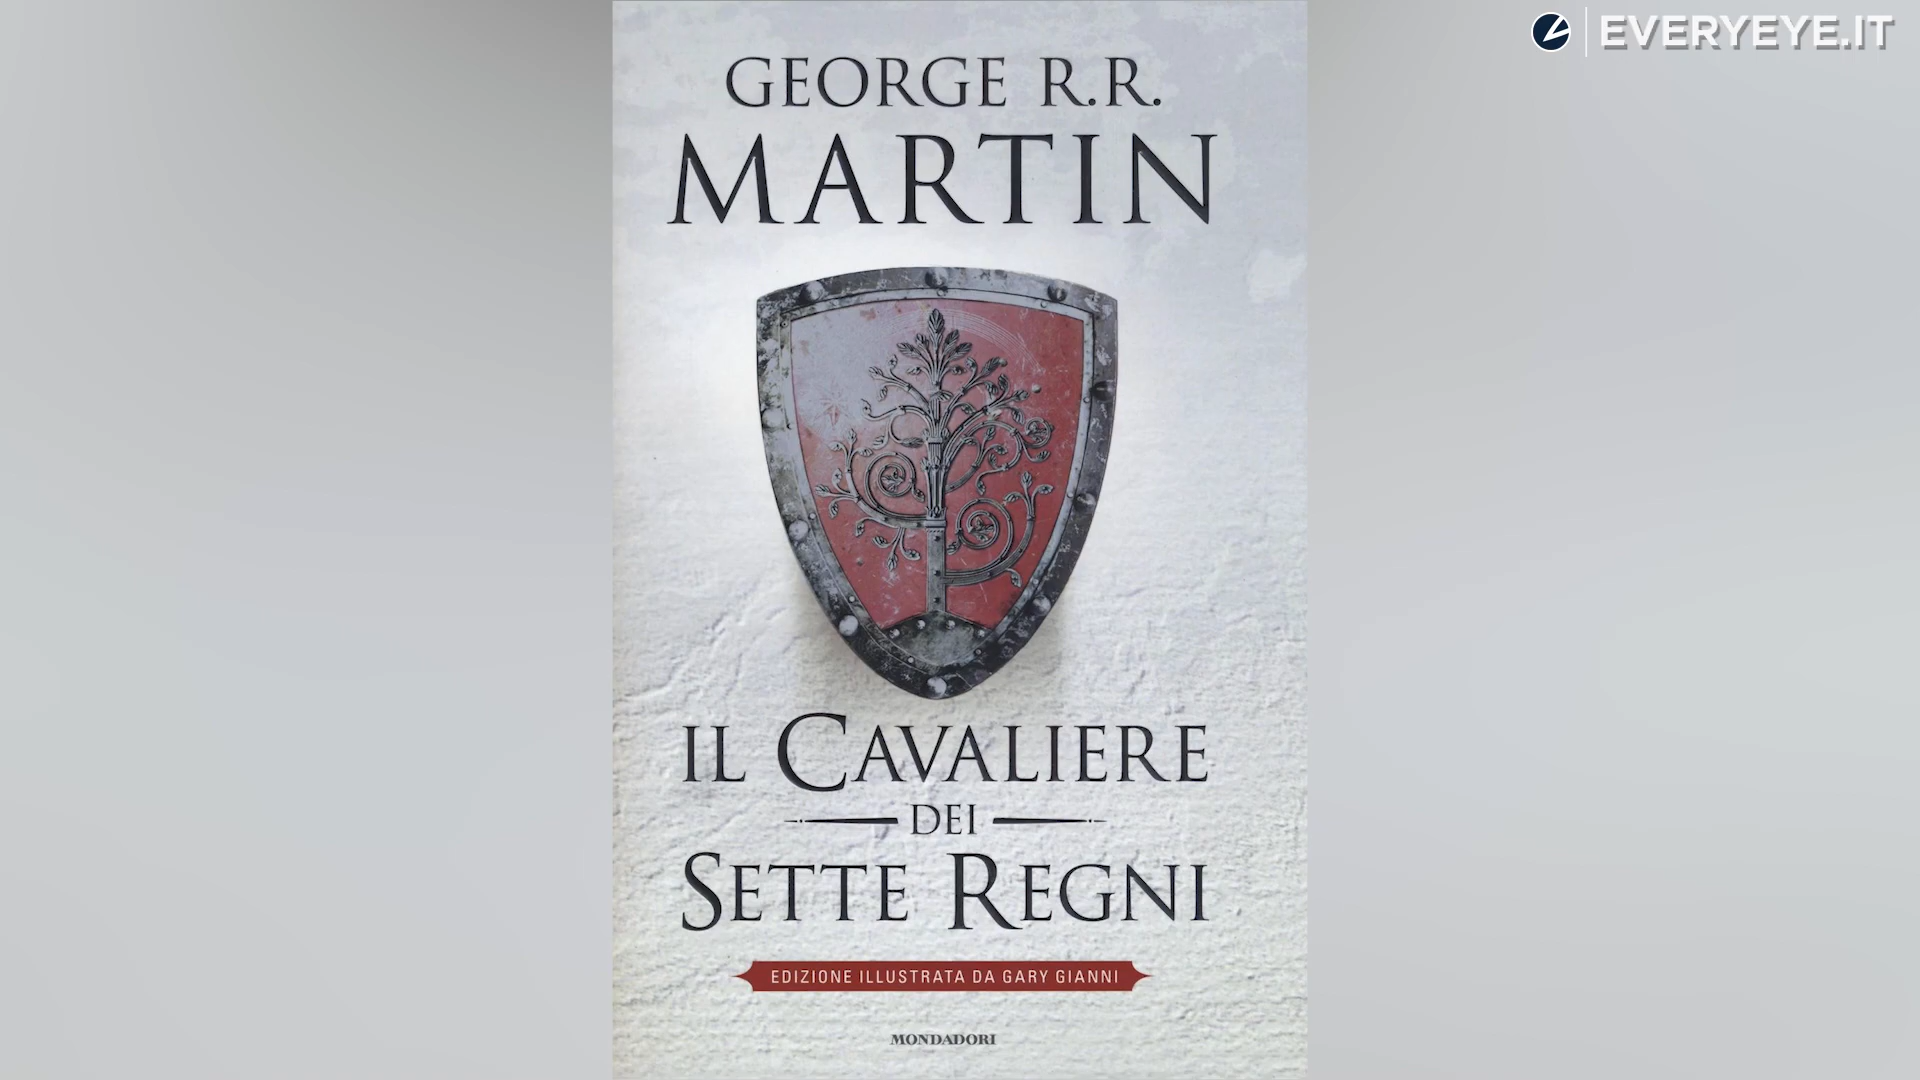 EVERYEYE.IT
GEORGE R.R.
MARTIN
IL CAVALIERE
DEI
SETTE REGNI
EDIZIONE ILLUSTRATA DA GARY GIANNI
MONDADORI